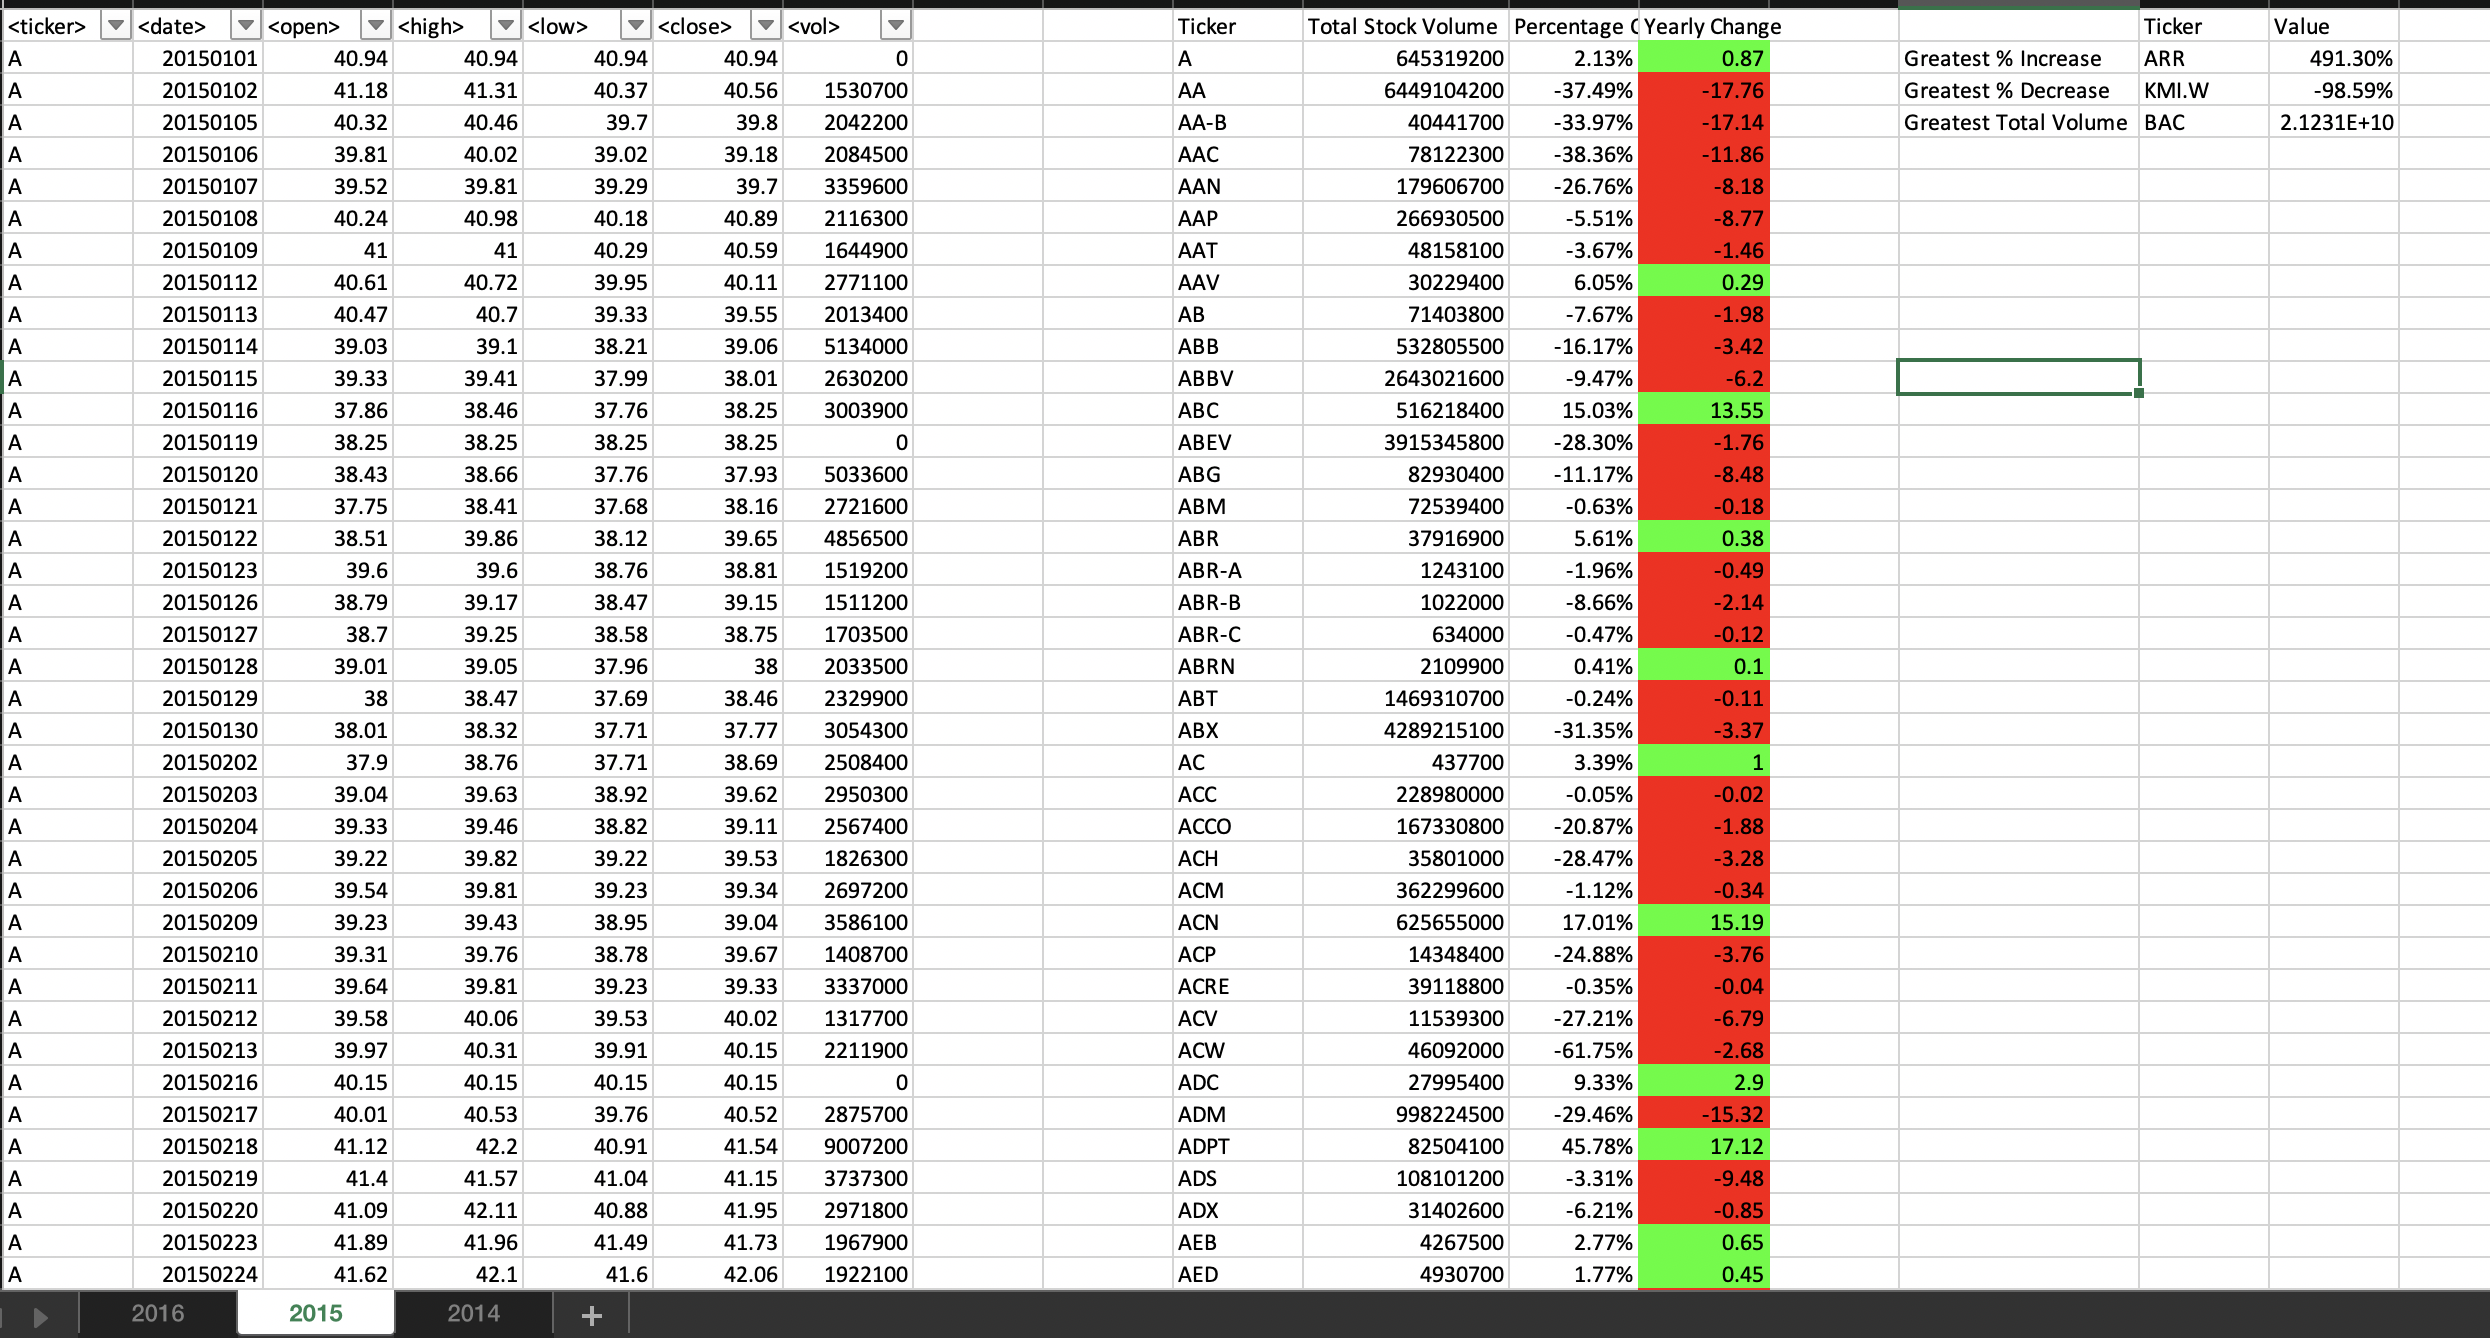 <ticker> <date> <open> <high> <low> <close> <vol> Ticker Total Stock Volume Percentage C Yearly Change Ticker Value
A 20150101 40.94 40.94 40.94 40.94 0 A 645319200 2.13% 0.87 Greatest % Increase ARR 491.30%
A 20150102 41.18 41.31 40.37 40.56 1530700 AA 6449104200 -37.49% -17.76 Greatest % Decrease KMI.W -98.59%
A 20150105 40.32 40.46 39.7 39.8 2042200 AA-B 40441700 -33.97% -17.14 Greatest Total Volume BAC 2.1231E+10
A 20150106 39.81 40.02 39.02 39.18 2084500 AAC 78122300 -38.36% -11.86
A 20150107 39.52 39.81 39.29 39.7 3359600 AAN 179606700 -26.76% -8.18
A 20150108 40.24 40.98 40.18 40.89 2116300 AAP 266930500 -5.51% -8.77
A 20150109 41 41 40.29 40.59 1644900 AAT 48158100 -3.67% -1.46
A 20150112 40.61 40.72 39.95 40.11 2771100 AAV 30229400 6.05% 0.29
A 20150113 40.47 40.7 39.33 39.55 2013400 AB 71403800 -7.67% -1.98
A 20150114 39.03 39.1 38.21 39.06 5134000 ABB 532805500 -16.17% -3.42
A 20150115 39.33 39.41 37.99 38.01 2630200 ABBV 2643021600 -9.47% -6.2
A 20150116 37.86 38.46 37.76 38.25 3003900 ABC 516218400 15.03% 13.55
A 20150119 38.25 38.25 38.25 38.25 0 ABEV 3915345800 -28.30% -1.76
A 20150120 38.43 38.66 37.76 37.93 5033600 ABG 82930400 -11.17% -8.48
A 20150121 37.75 38.41 37.68 38.16 2721600 ABM 72539400 -0.63% -0.18
A 20150122 38.51 39.86 38.12 39.65 4856500 ABR 37916900 5.61% 0.38
A 20150123 39.6 39.6 38.76 38.81 1519200 ABR-A 1243100 -1.96% -0.49
A 20150126 38.79 39.17 38.47 39.15 1511200 ABR-B 1022000 -8.66% -2.14
A 20150127 38.7 39.25 38.58 38.75 1703500 ABR-C 634000 -0.47% -0.12
A 20150128 39.01 39.05 37.96 38 2033500 ABRN 2109900 0.41% 0.1
A 20150129 38 38.47 37.69 38.46 2329900 ABT 1469310700 -0.24% -0.11
A 20150130 38.01 38.32 37.71 37.77 3054300 ABX 4289215100 -31.35% -3.37
A 20150202 37.9 38.76 37.71 38.69 2508400 AC 437700 3.39% 1
A 20150203 39.04 39.63 38.92 39.62 2950300 ACC 228980000 -0.05% -0.02
A 20150204 39.33 39.46 38.82 39.11 2567400 ACCO 167330800 -20.87% -1.88
A 20150205 39.22 39.82 39.22 39.53 1826300 ACH 35801000 -28.47% -3.28
A 20150206 39.54 39.81 39.23 39.34 2697200 ACM 362299600 -1.12% -0.34
A 20150209 39.23 39.43 38.95 39.04 3586100 ACN 625655000 17.01% 15.19
A 20150210 39.31 39.76 38.78 39.67 1408700 ACP 14348400 -24.88% -3.76
A 20150211 39.64 39.81 39.23 39.33 3337000 ACRE 39118800 -0.35% -0.04
A 20150212 39.58 40.06 39.53 40.02 1317700 ACV 11539300 -27.21% -6.79
A 20150213 39.97 40.31 39.91 40.15 2211900 ACW 46092000 -61.75% -2.68
A 20150216 40.15 40.15 40.15 40.15 0 ADC 27995400 9.33% 2.9
A 20150217 40.01 40.53 39.76 40.52 2875700 ADM 998224500 -29.46% -15.32
A 20150218 41.12 42.2 40.91 41.54 9007200 ADPT 82504100 45.78% 17.12
A 20150219 41.4 41.57 41.04 41.15 3737300 ADS 108101200 -3.31% -9.48
A 20150220 41.09 42.11 40.88 41.95 2971800 ADX 31402600 -6.21% -0.85
A 20150223 41.89 41.96 41.49 41.73 1967900 AEB 4267500 2.77% 0.65
A 20150224 41.62 42.1 41.6 42.06 1922100 AED 4930700 1.77% 0.45
2016 2015 2014 +